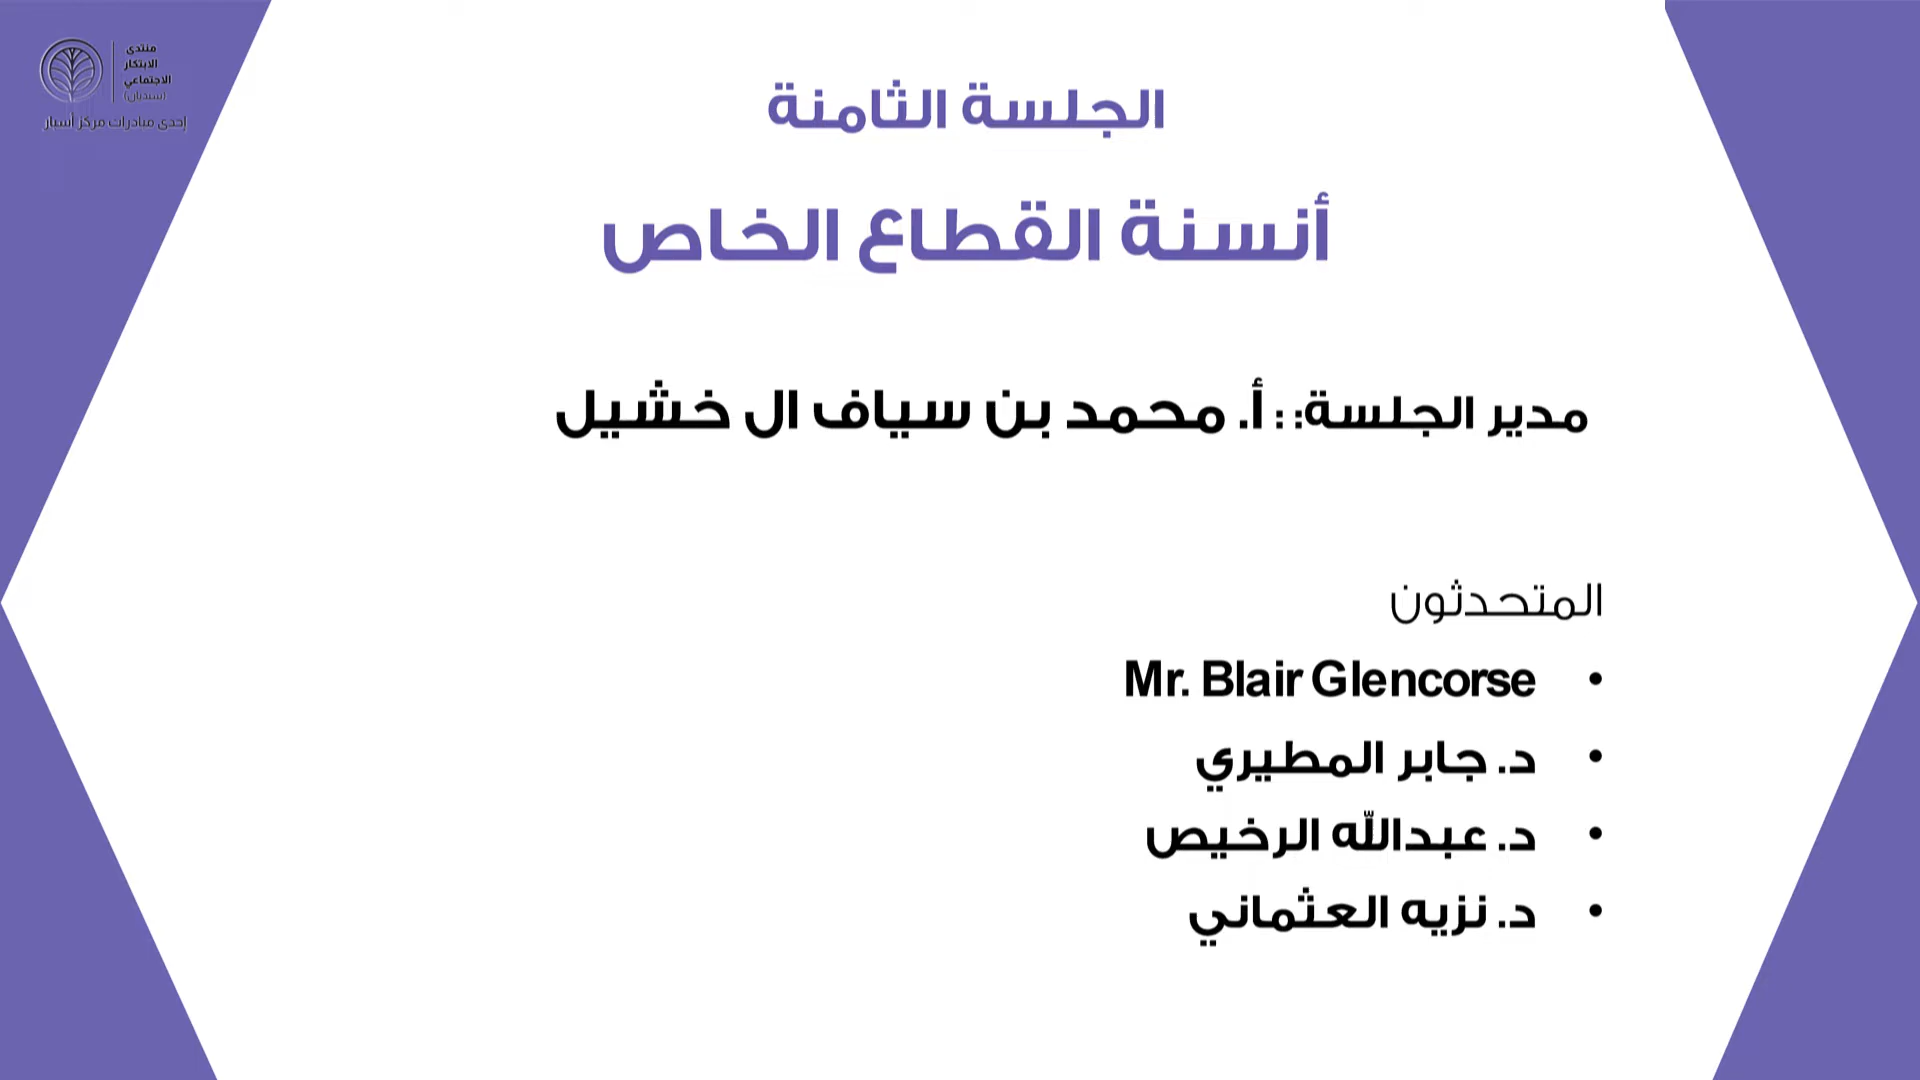 منتدى
الابتكار
الاجتماعي
(سنديان)
إحدى مبادرات مركز أسبار
الجلسة الثامنة
أنسنة القطاع الخاص
مدير الجلسة: : أ. محمد بن سياف ال خشيل
المتحدثون
• Mr. Blair Glencorse
• د. جابر المطيري
• د. عبدالله الرخيص
• د. نزيه العثماني